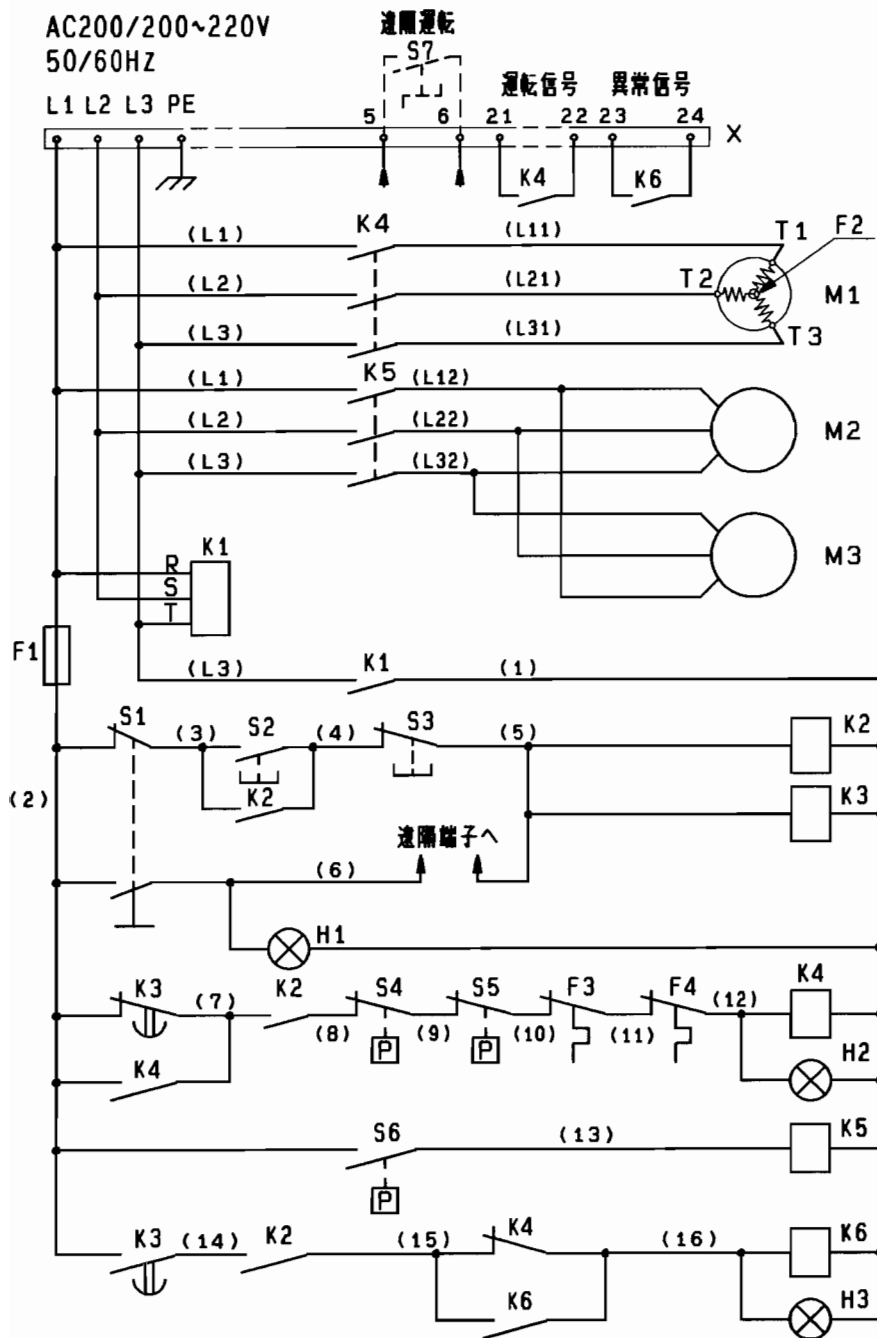 AC200/200~220V
50/60Hz
遠隔運転
S7
運転信号 異常信号
L1 L2 L3 PE 5 6 21 22 23 24 X
K4 K6
(L1) K4 (L11) T1 F2
(L2) (L21) T2 M1
(L3) (L31) T3
(L1) K5 (L12)
(L2) (L22) M2
(L3) (L32)
K1
R
S
T
M3
F1
(L3) K1 (1)
S1 (3) S2 (4) S3 (5) K2
(2) K2 K3
遠隔端子へ
(6)
H1
K3 (7) K2 S4 S5 F3 F4 (12) K4
(8) (9) (10) (11)
P P
K4 H2
S6 (13) K5
P
K3 (14) K2 (15) K4 (16) K6
K6 H3